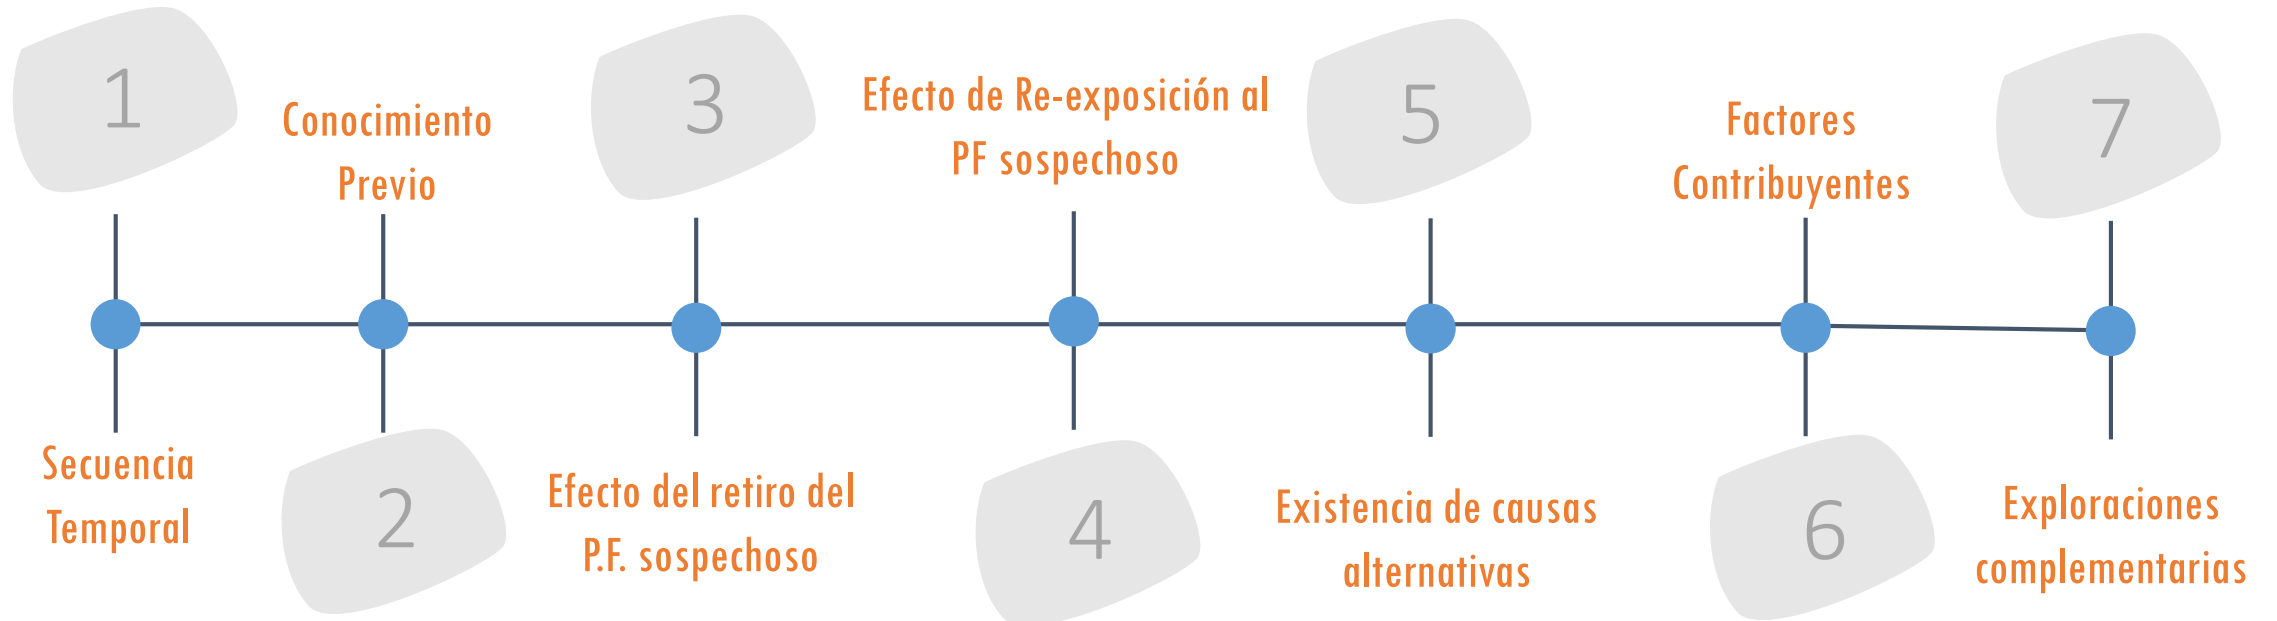 1
Secuencia
Temporal
Conocimiento
Previo
2
3
Efecto del retiro del
P.F. sospechoso
Efecto de Re-exposición al
PF sospechoso
4
5
Existencia de causas
alternativas
Factores
Contribuyentes
6
7
Exploraciones
complementarias